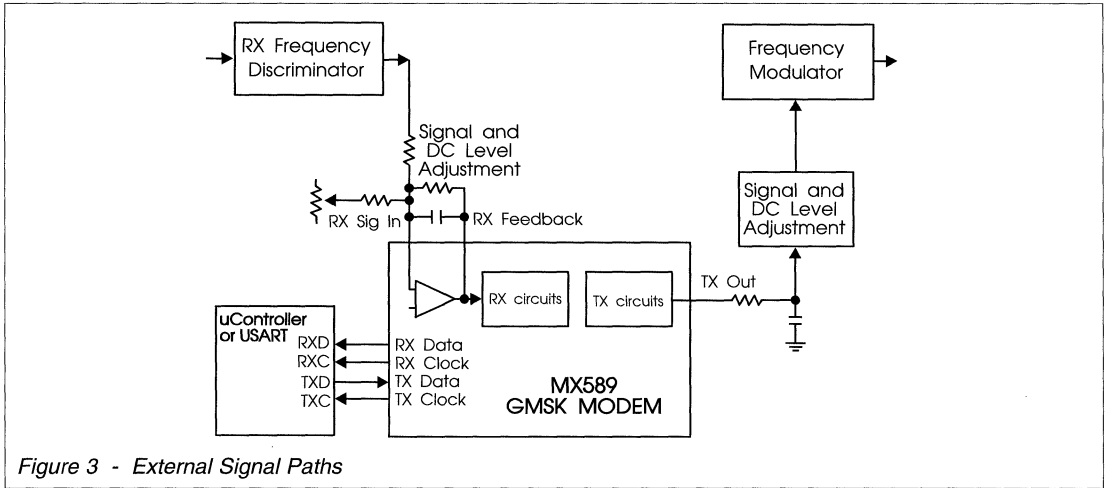 RX Frequency
Discriminator
Frequency
Modulator
Signal and
DC Level
Adjustment
RX Sig In
RX Feedback
Signal and
DC Level
Adjustment
TX Out
RX circuits
TX circuits
uController
or USART
RXD
RXC
TXD
TXC
RX Data
RX Clock
TX Data
TX Clock
MX589
GMSK MODEM
Figure 3 - External Signal Paths